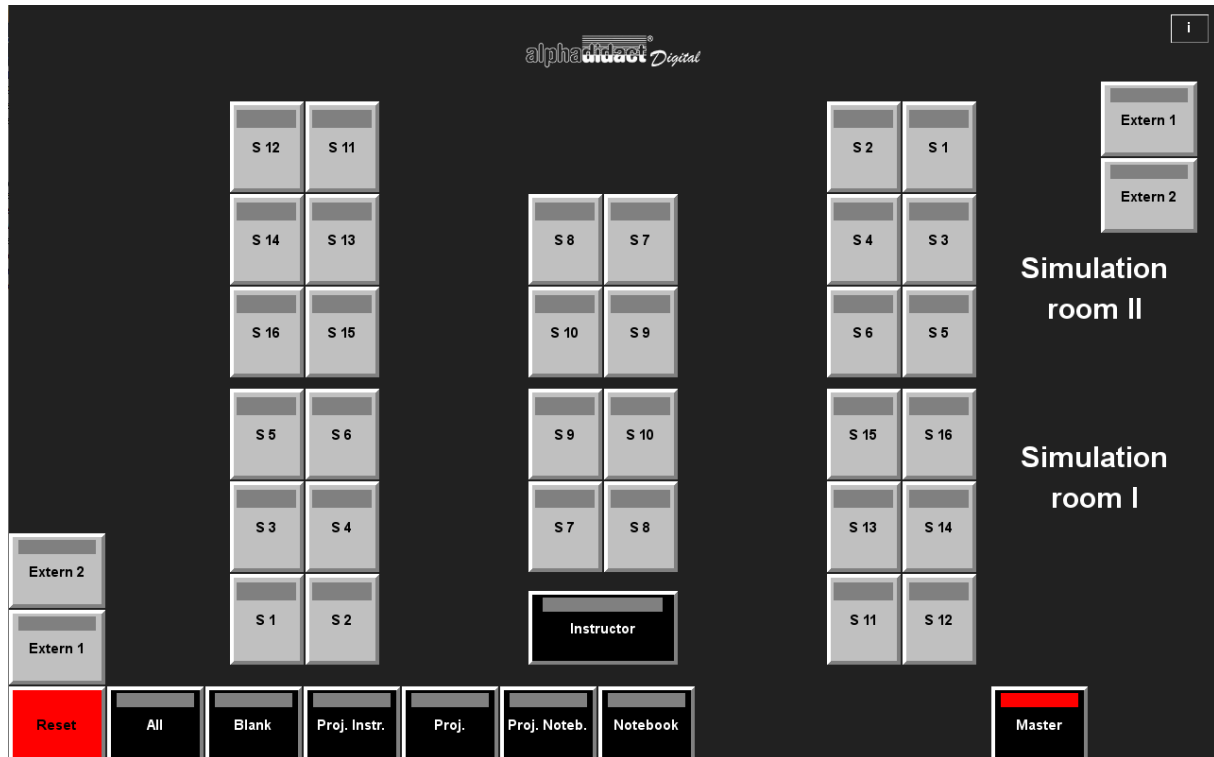 i
alphadidact® Digital
Extern 1
S 12 S 11 S 2 S 1
Extern 2
S 14 S 13 S 8 S 7 S 4 S 3
Simulation
room II
S 16 S 15 S 10 S 9 S 6 S 5
S 5 S 6 S 9 S 10 S 15 S 16
Simulation
room I
S 3 S 4 S 7 S 8 S 13 S 14
Extern 2
S 1 S 2 Instructor S 11 S 12
Extern 1
Reset All Blank Proj. Instr. Proj. Proj. Noteb. Notebook Master